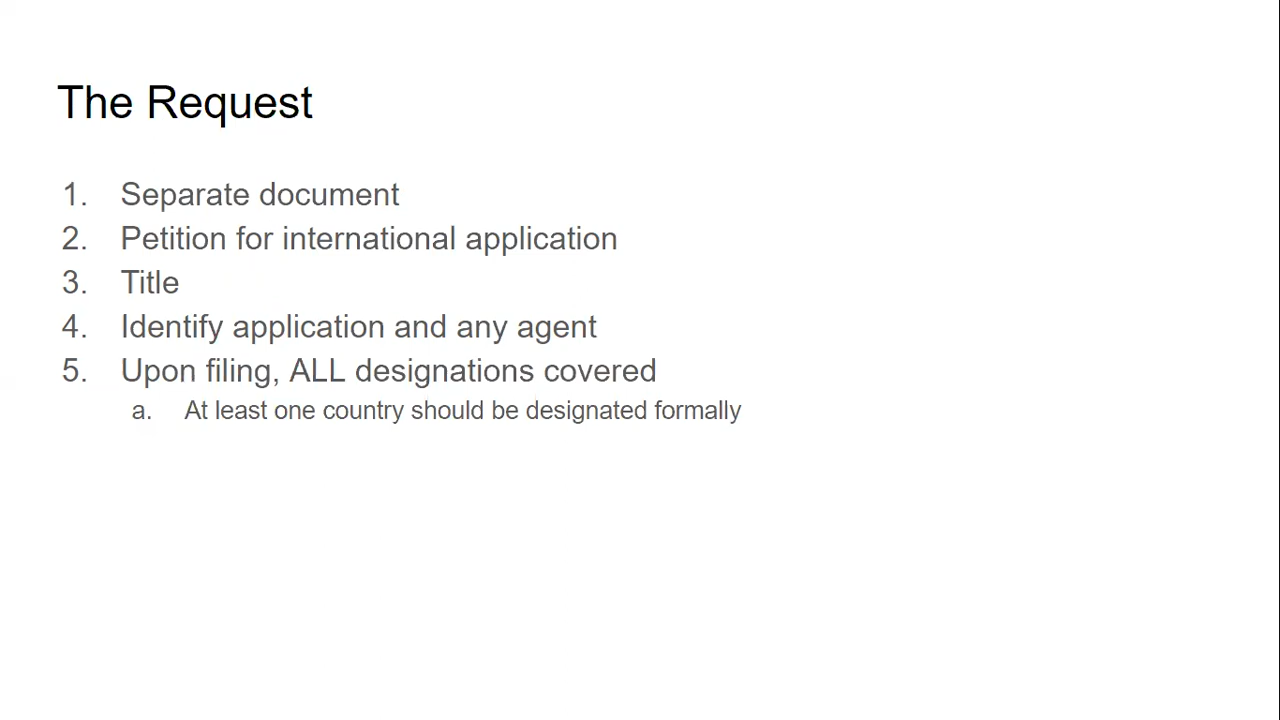 The Request
1. Separate document
2. Petition for international application
3. Title
4. Identify application and any agent
5. Upon filing, ALL designations covered
a. At least one country should be designated formally